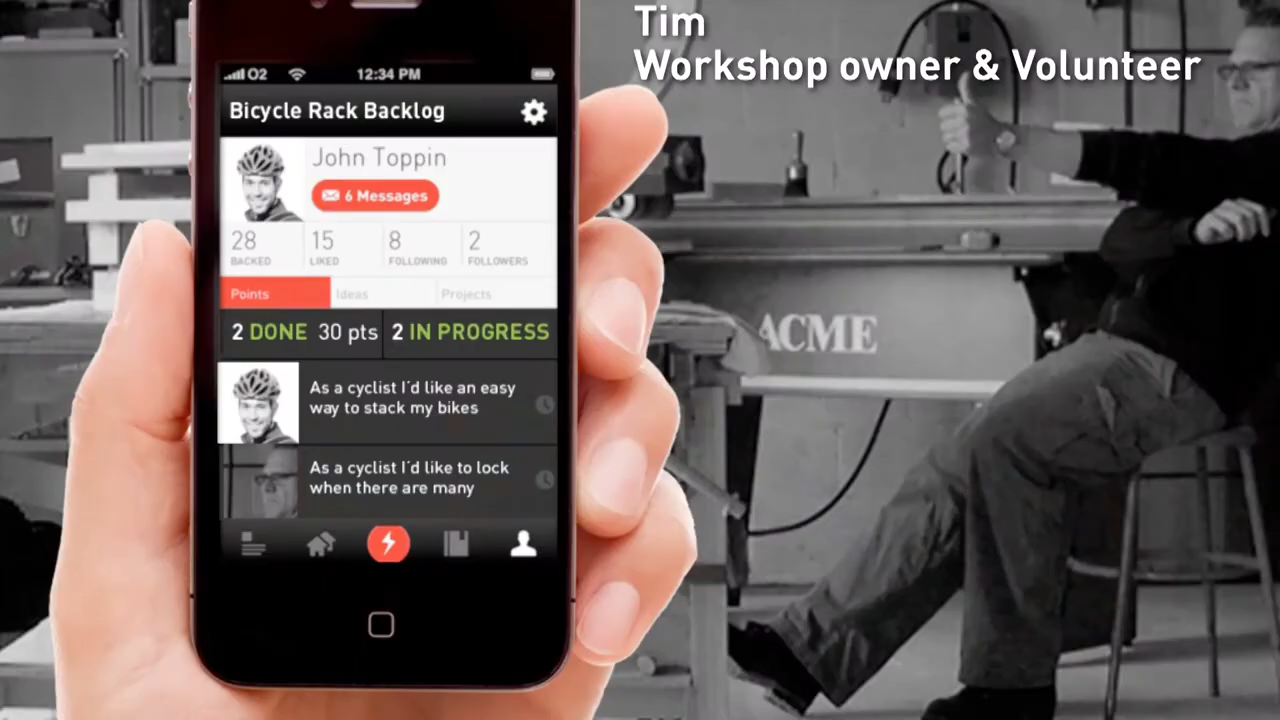 Tim
Workshop owner & Volunteer
O2 12:34 PM
Bicycle Rack Backlog
John Toppin
6 Messages
28 15 8 2
BACKED LIKED FOLLOWING FOLLOWERS
Points Ideas Projects
2 DONE 30 pts 2 IN PROGRESS
As a cyclist I'd like an easy
way to stack my bikes
As a cyclist I'd like to lock
when there are many
ACME